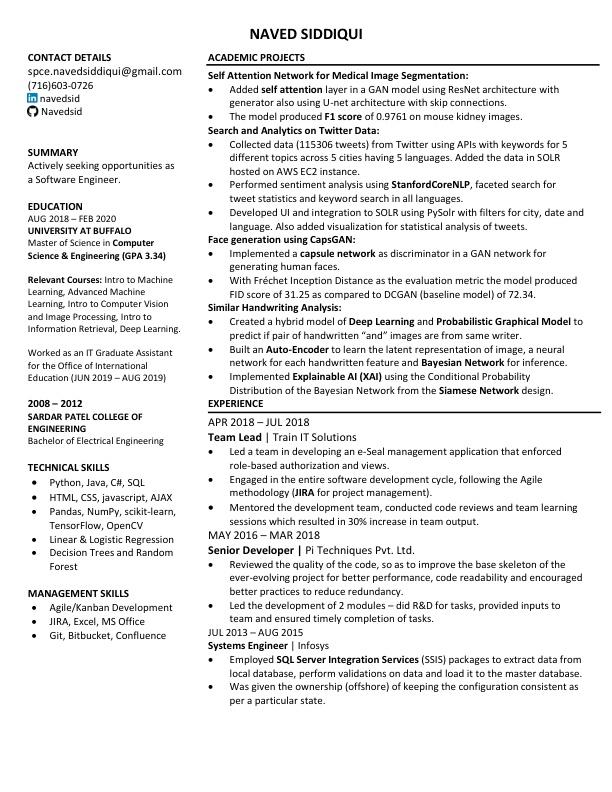 NAVED SIDDIQUI
CONTACT DETAILS
spce.navedsiddiqui@gmail.com
(716)603-0726
in navedsid
Navedsid
SUMMARY
Actively seeking opportunities as
a Software Engineer.
EDUCATION
AUG 2018 – FEB 2020
UNIVERSITY AT BUFFALO
Master of Science in Computer
Science & Engineering (GPA 3.34)
Relevant Courses: Intro to Machine
Learning, Advanced Machine
Learning, Intro to Computer Vision
and Image Processing, Intro to
Information Retrieval, Deep Learning.
Worked as an IT Graduate Assistant
for the Office of International
Education (JUN 2019 – AUG 2019)
2008 – 2012
SARDAR PATEL COLLEGE OF
ENGINEERING
Bachelor of Electrical Engineering
TECHNICAL SKILLS
• Python, Java, C#, SQL
• HTML, CSS, javascript, AJAX
• Pandas, NumPy, scikit-learn,
TensorFlow, OpenCV
• Linear & Logistic Regression
• Decision Trees and Random
Forest
MANAGEMENT SKILLS
• Agile/Kanban Development
• JIRA, Excel, MS Office
• Git, Bitbucket, Confluence
ACADEMIC PROJECTS
Self Attention Network for Medical Image Segmentation:
• Added self attention layer in a GAN model using ResNet architecture with
generator also using U-net architecture with skip connections.
• The model produced F1 score of 0.9761 on mouse kidney images.
Search and Analytics on Twitter Data:
• Collected data (115306 tweets) from Twitter using APIs with keywords for 5
different topics across 5 cities having 5 languages. Added the data in SOLR
hosted on AWS EC2 instance.
• Performed sentiment analysis using StanfordCoreNLP, faceted search for
tweet statistics and keyword search in all languages.
• Developed UI and integration to SOLR using PySolr with filters for city, date and
language. Also added visualization for statistical analysis of tweets.
Face generation using CapsGAN:
• Implemented a capsule network as discriminator in a GAN network for
generating human faces.
• With Fréchet Inception Distance as the evaluation metric the model produced
FID score of 31.25 as compared to DCGAN (baseline model) of 72.34.
Similar Handwriting Analysis:
• Created a hybrid model of Deep Learning and Probabilistic Graphical Model to
predict if pair of handwritten “and” images are from same writer.
• Built an Auto-Encoder to learn the latent representation of image, a neural
network for each handwritten feature and Bayesian Network for inference.
• Implemented Explainable AI (XAI) using the Conditional Probability
Distribution of the Bayesian Network from the Siamese Network design.
EXPERIENCE
APR 2018 – JUL 2018
Team Lead | Train IT Solutions
• Led a team in developing an e-Seal management application that enforced
role-based authorization and views.
• Engaged in the entire software development cycle, following the Agile
methodology (JIRA for project management).
• Mentored the development team, conducted code reviews and team learning
sessions which resulted in 30% increase in team output.
MAY 2016 – MAR 2018
Senior Developer | Pi Techniques Pvt. Ltd.
• Reviewed the quality of the code, so as to improve the base skeleton of the
ever-evolving project for better performance, code readability and encouraged
better practices to reduce redundancy.
• Led the development of 2 modules – did R&D for tasks, provided inputs to
team and ensured timely completion of tasks.
JUL 2013 – AUG 2015
Systems Engineer | Infosys
• Employed SQL Server Integration Services (SSIS) packages to extract data from
local database, perform validations on data and load it to the master database.
• Was given the ownership (offshore) of keeping the configuration consistent as
per a particular state.